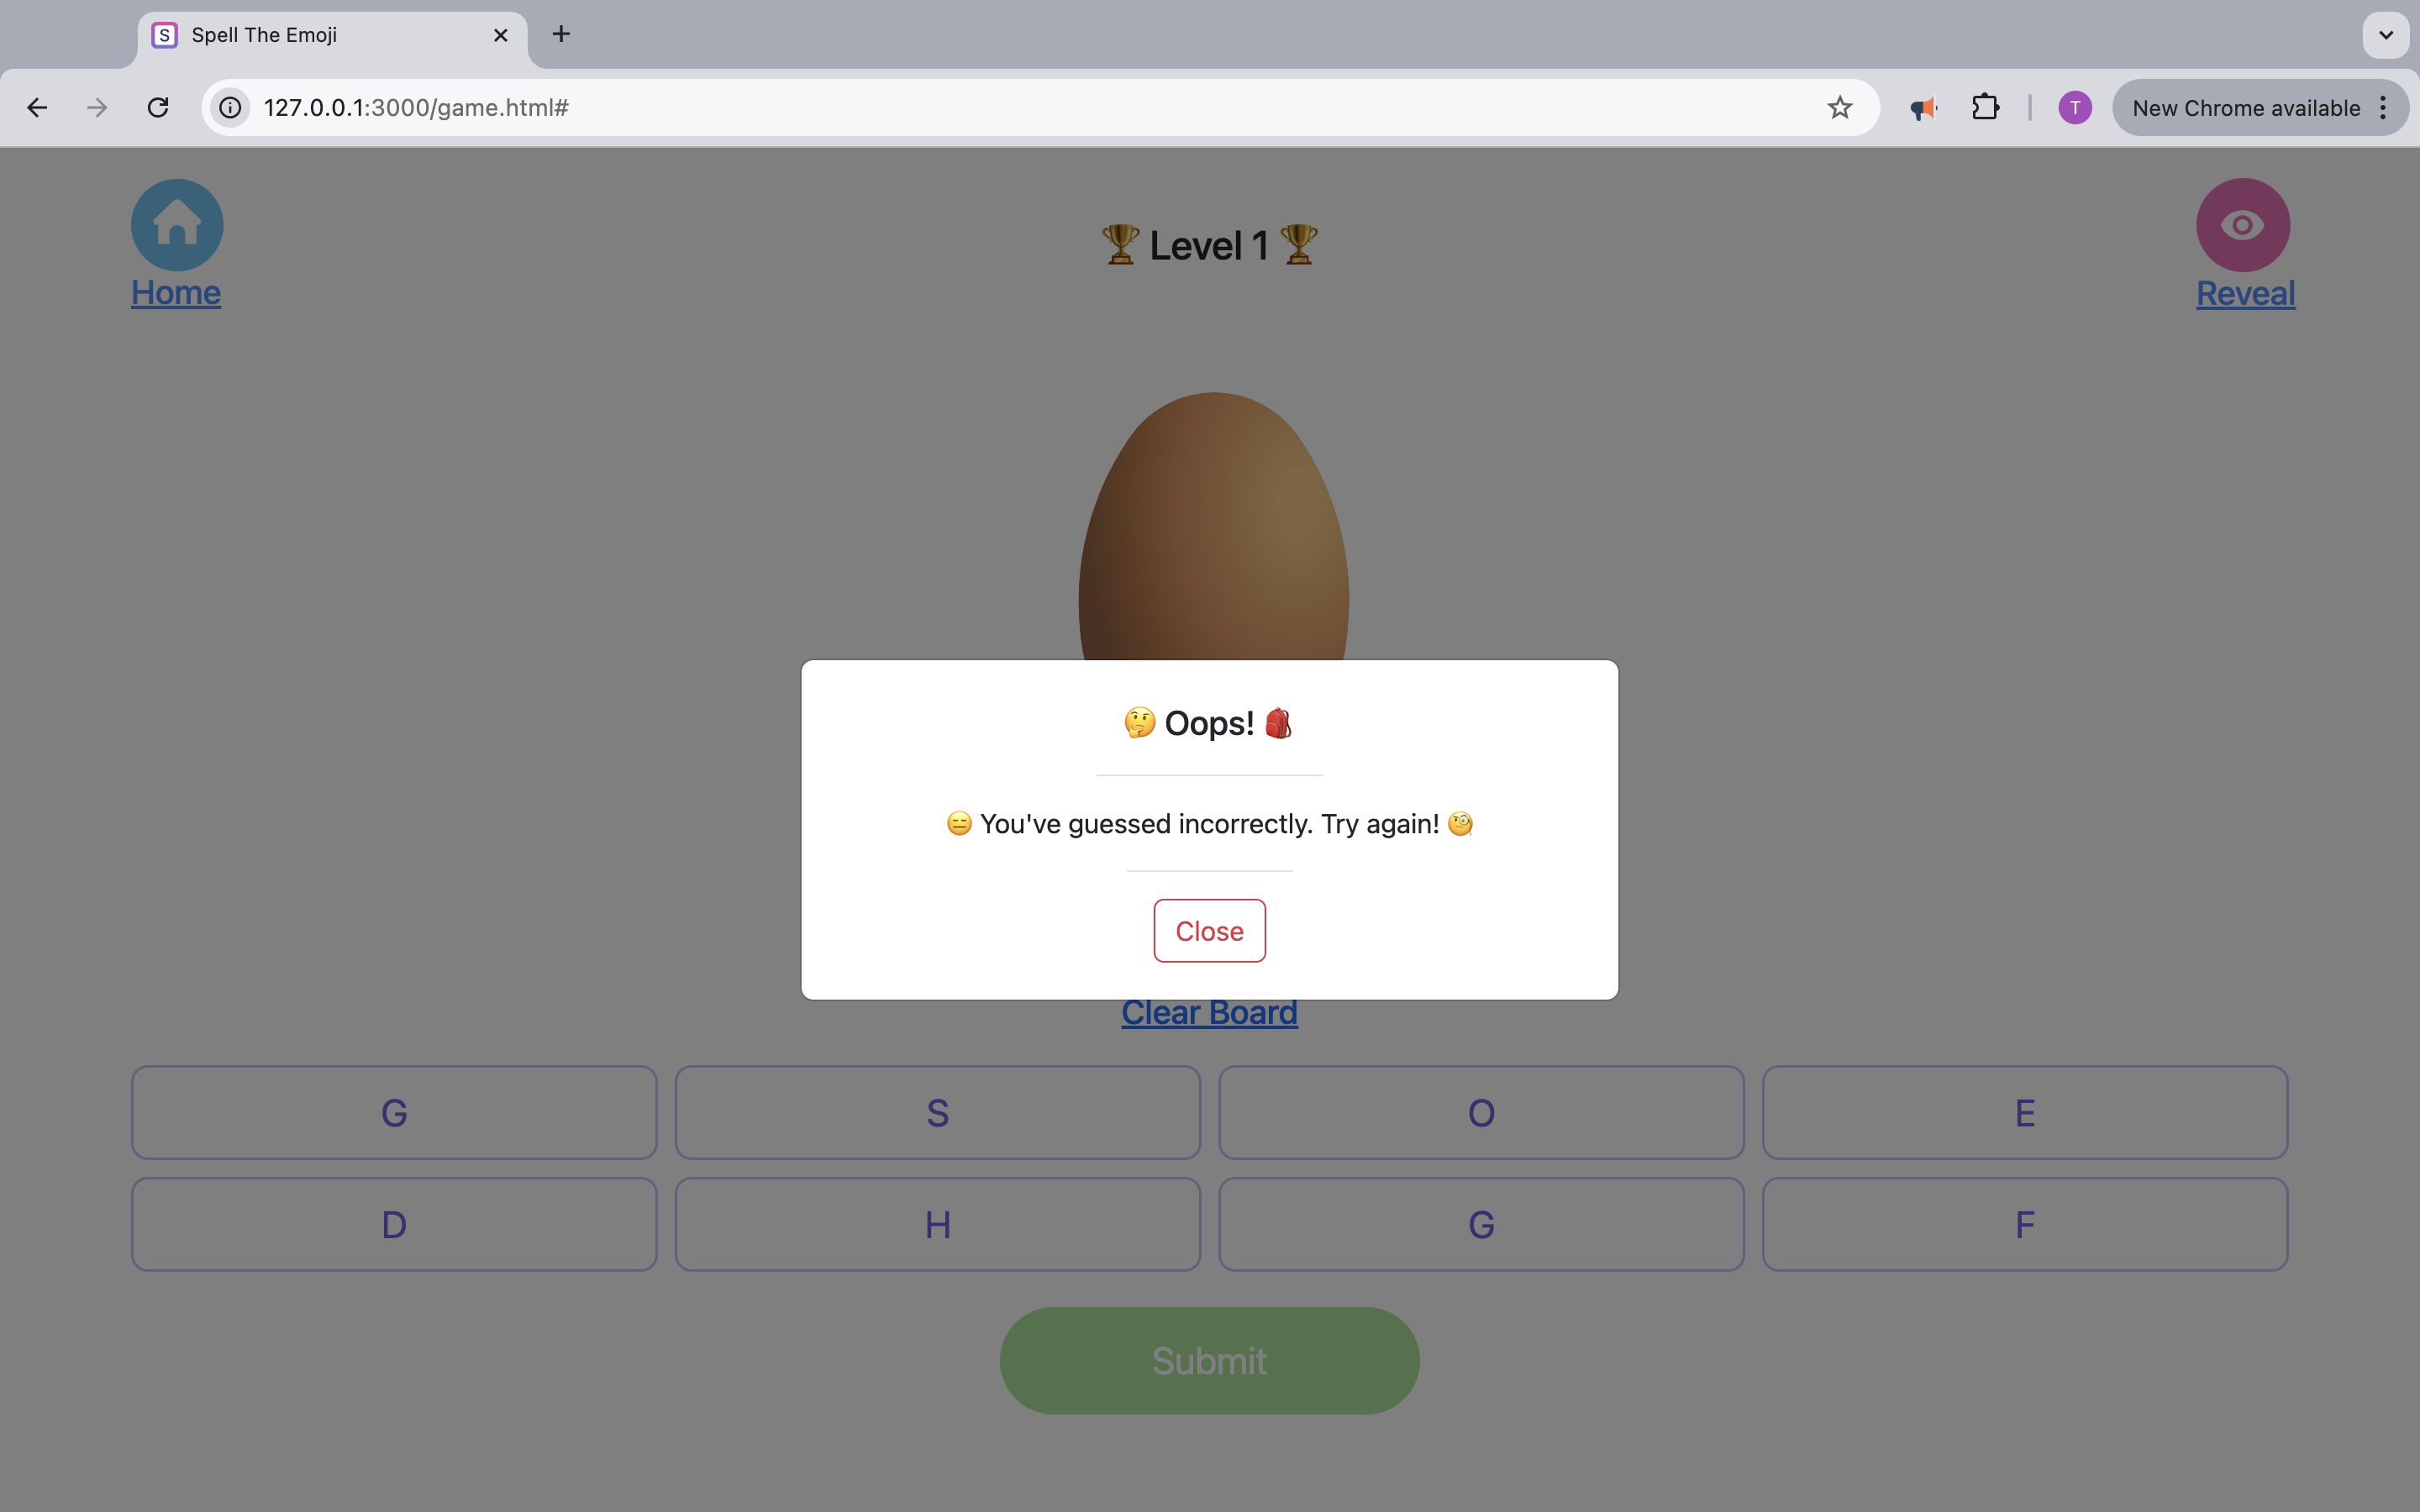 S Spell The Emoji
127.0.0.1:3000/game.html#
T
New Chrome available
Home
Level 1
Reveal
Oops!
You've guessed incorrectly. Try again!
Close
Clear Board
G S O E
D H G F
Submit